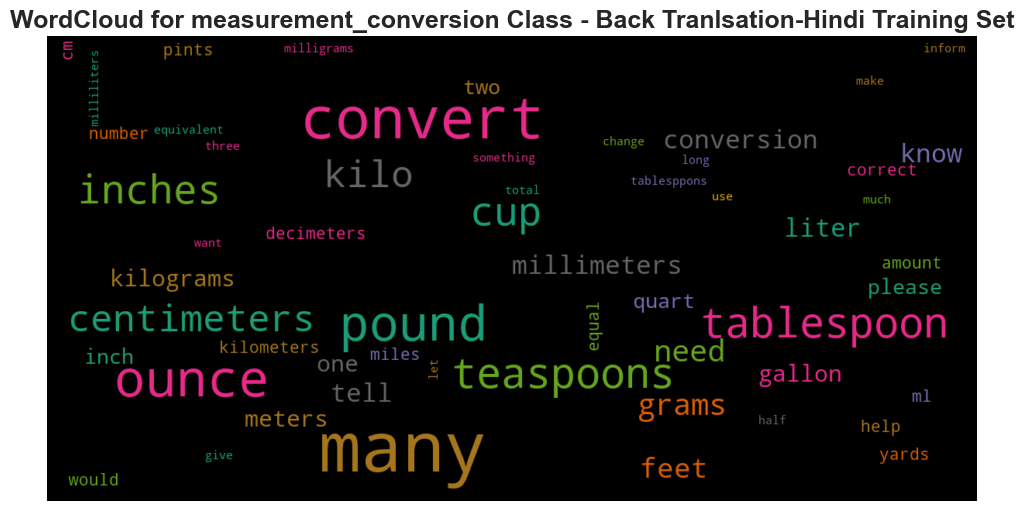 WordCloud for measurement_conversion Class - Back Tranlsation-Hindi Training Set
cm
pints
milligrams
inform
milliliters
two
make
convert
number
equivalent
three
change
conversion
know
something
long
correct
kilo
inches
tablesppons
total
use
much
cup
liter
want
decimeters
millimeters
amount
kilograms
please
quart
centimeters
pound
equal
tablespoon
inch
kilometers
miles
need
one
let
teaspoons
gallon
ounce
tell
grams
ml
meters
half
help
many
give
feet
yards
would